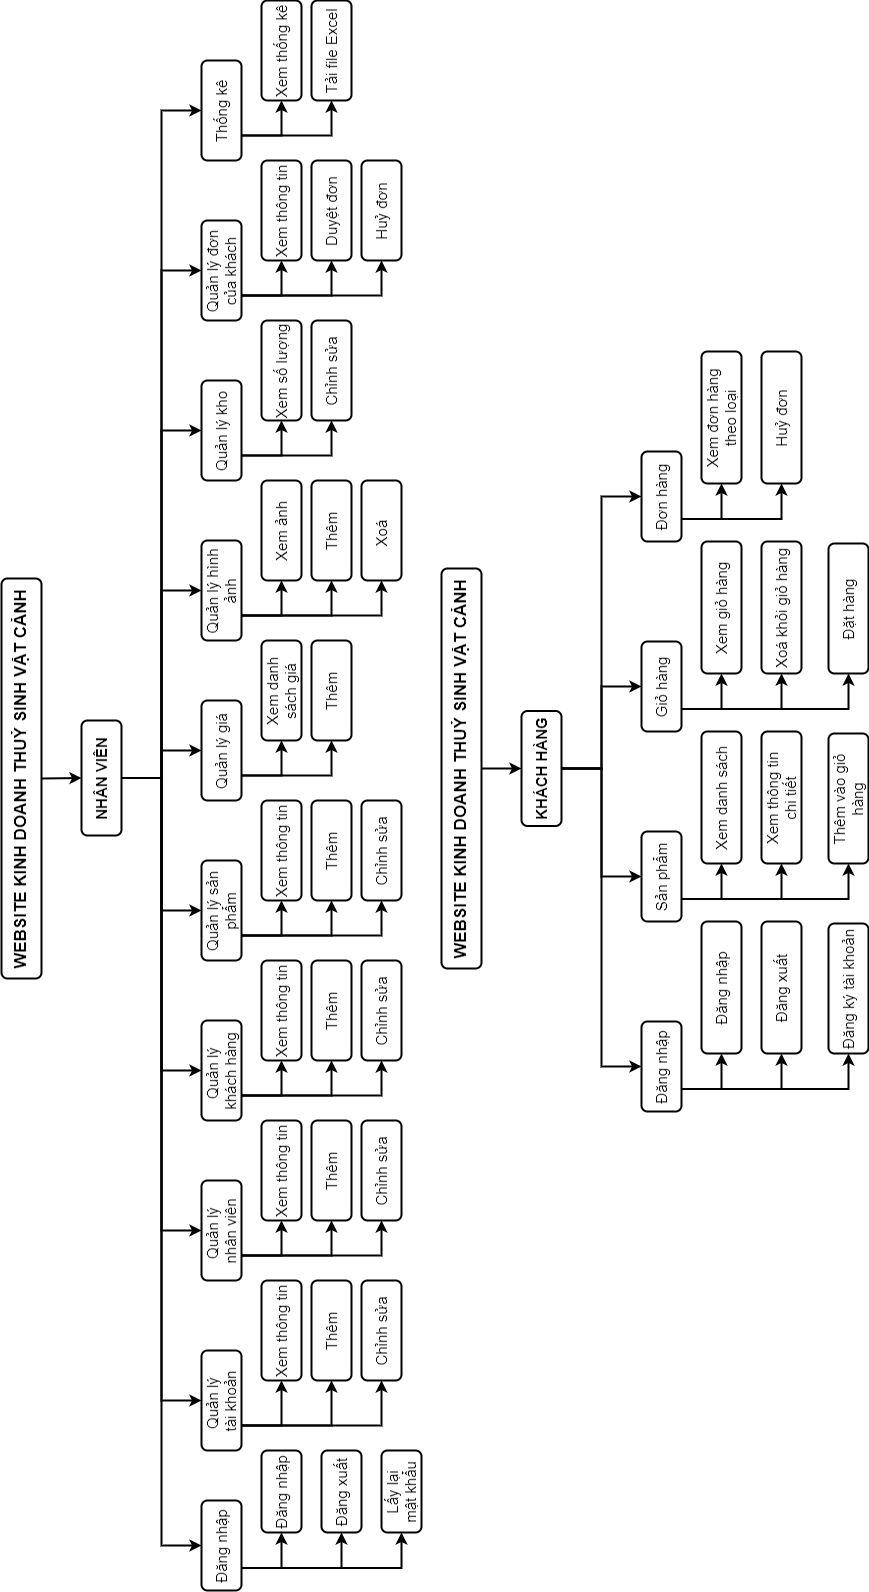 WEBSITE KINH DOANH THUỶ SINH VẬT CẢNH
NHÂN VIÊN
Đăng nhập
Đăng nhập
Đăng xuất
Lấy lại
mật khẩu
Quản lý
tài khoản
Xem thông tin
Thêm
Chỉnh sửa
Quản lý
nhân viên
Xem thông tin
Thêm
Chỉnh sửa
Quản lý
khách hàng
Xem thông tin
Thêm
Chỉnh sửa
Quản lý sản
phẩm
Xem thông tin
Thêm
Chỉnh sửa
Quản lý giá
Xem danh
sách giá
Thêm
Quản lý hình
ảnh
Xem ảnh
Thêm
Xoá
Quản lý kho
Xem số lượng
Chỉnh sửa
Quản lý đơn
của khách
Xem thông tin
Duyệt đơn
Huỷ đơn
Thống kê
Xem thống kê
Tải file Excel
WEBSITE KINH DOANH THUỶ SINH VẬT CẢNH
KHÁCH HÀNG
Đăng nhập
Đăng nhập
Đăng xuất
Đăng ký tài khoản
Sản phẩm
Xem danh sách
Xem thông tin
chi tiết
Thêm vào giỏ
hàng
Giỏ hàng
Xem giỏ hàng
Xoá khỏi giỏ hàng
Đặt hàng
Đơn hàng
Xem đơn hàng
theo loại
Huỷ đơn